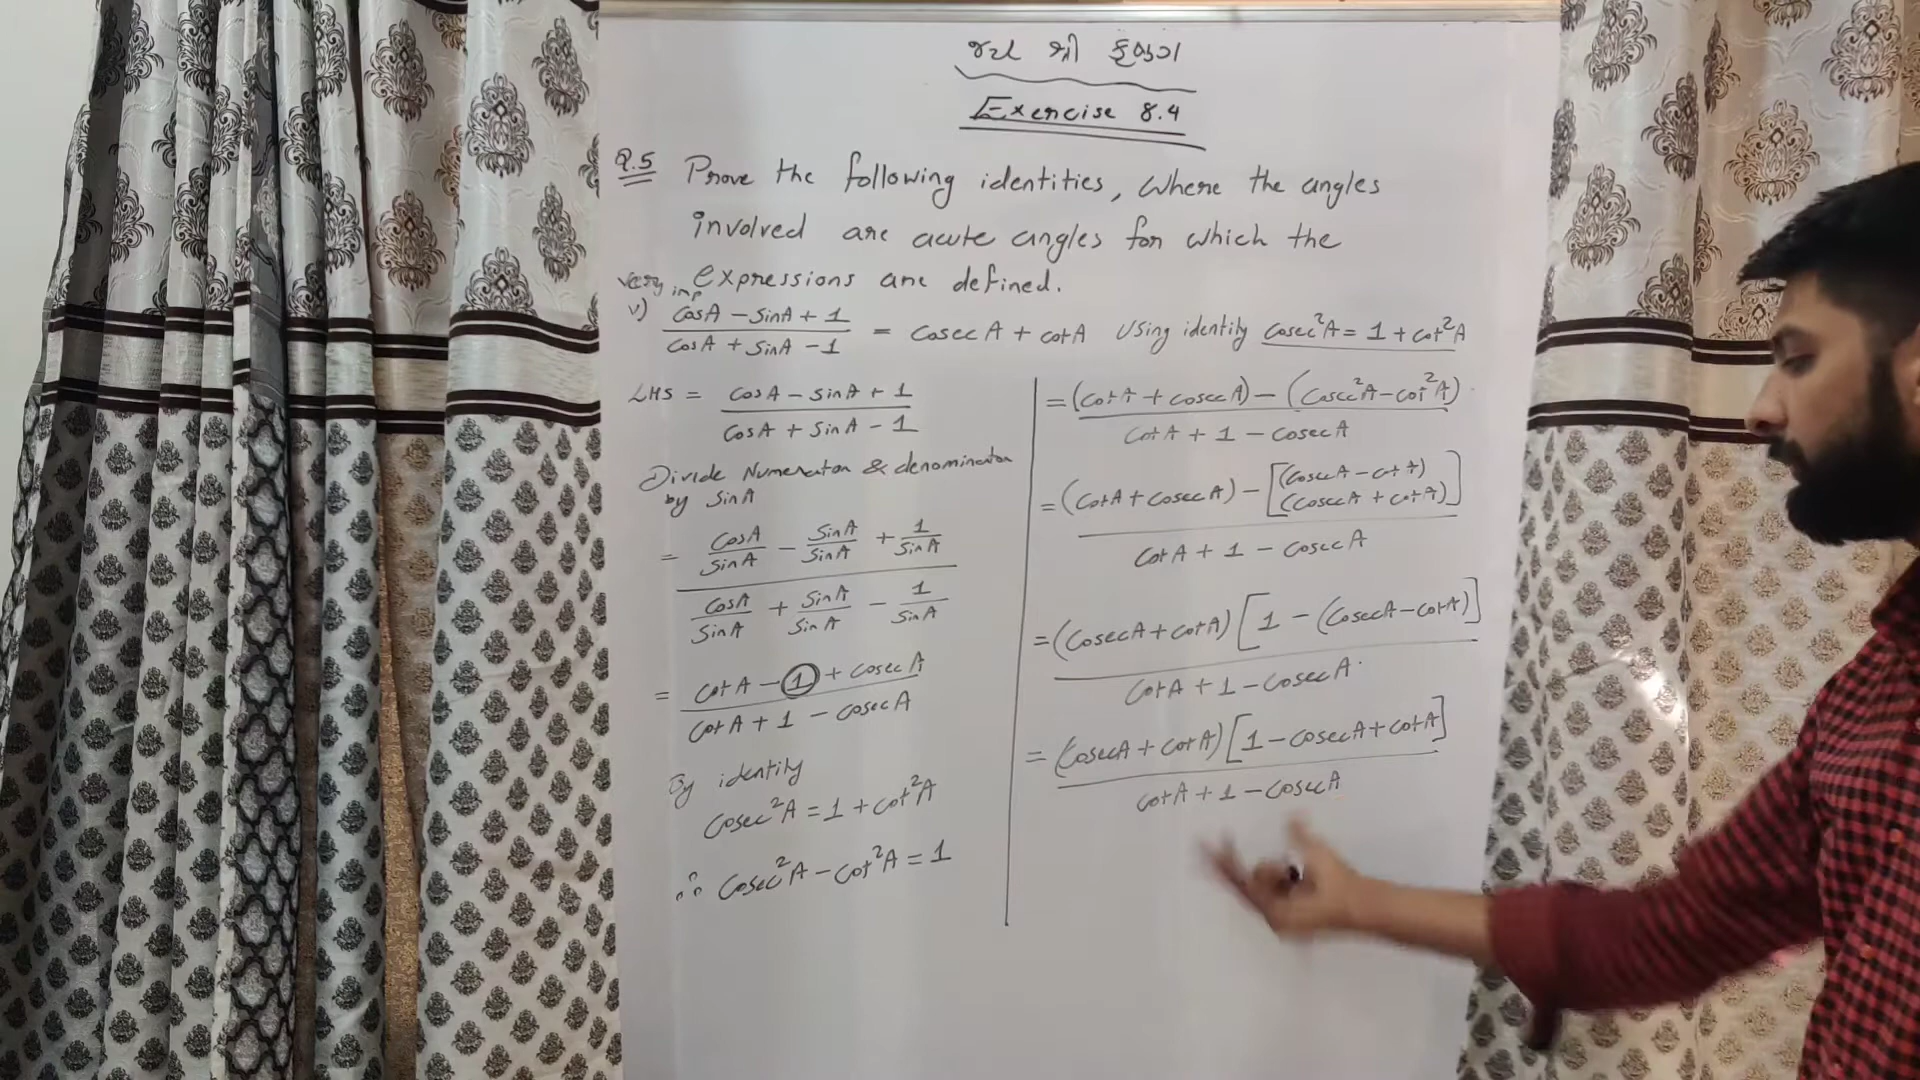 જય શ્રી કૃષ્ણ
Exercise 8.4
Q.5 Prove the following identities, where the angles
involved are acute angles for which the
expressions are defined.
very imp
v) CosA - SinA + 1 / CosA + SinA - 1 = cosec A + cotA Using identity cosec²A = 1 + cot²A
LHS = CosA - SinA + 1 / CosA + SinA - 1
Divide Numerator & denominator
by SinA
= CosA/SinA - SinA/SinA + 1/SinA / CosA/SinA + SinA/SinA - 1/SinA
= cotA - 1 + cosecA / cotA + 1 - cosecA
By identity
Cosec²A = 1 + cot²A
∴ Cosec²A - cot²A = 1
= (cotA + cosecA) - (Cosec²A - cot²A) / cotA + 1 - cosecA
= (cotA + cosecA) - [(CosecA - cotA) (CosecA + cotA)] / cotA + 1 - cosecA
= (CosecA + cotA) [1 - (CosecA - cotA)] / cotA + 1 - cosecA
= (CosecA + cotA) [1 - cosecA + cotA] / cotA + 1 - cosecA